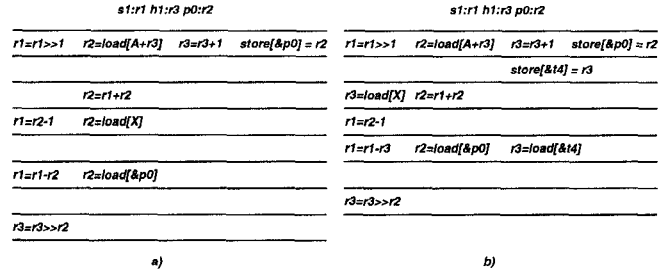 s1:r1 h1:r3 p0:r2
r1=r1>>1 r2=load[A+r3] r3=r3+1 store[&p0] = r2
r2=r1+r2
r1=r2-1 r2=load[X]
r1=r1-r2 r2=load[&p0]
r3=r3>>r2
a)
s1:r1 h1:r3 p0:r2
r1=r1>>1 r2=load[A+r3] r3=r3+1 store[&p0] = r2
store[&t4] = r3
r3=load[X] r2=r1+r2
r1=r2-1
r1=r1-r3 r2=load[&p0] r3=load[&t4]
r3=r3>>r2
b)